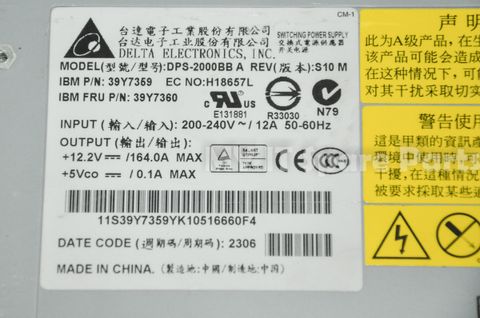 CM-1
台達電子工業股份有限公司
台达电子工业股份有限公司
DELTA ELECTRONICS, INC.
SWITCHING POWER SUPPLY
交換式電源供應器
开关电源
MODEL(型號/型号):DPS-2000BB A REV(版本):S10 M
IBM P/N: 39Y7359 EC NO:H18657L
IBM FRU P/N: 39Y7360
E131881
R33030
N79
INPUT (輸入/输入): 200-240V~/12A 50-60Hz
OUTPUT (輸出/输出):
+12.2V⎓/164.0A MAX
+5Vco⎓/0.1A MAX
11S39Y7359YK10516660F4
DATE CODE (週期碼/周期码): 2306
MADE IN CHINA. (製造地:中國/制造地:中国)
声 明
此为A级产品，在生
该产品可能会造成
在这种情况下，可能
对其干扰采取切实
警告使用
這是甲類的資訊產
環境中使用時
干擾，在這種情
被要求採取某些適